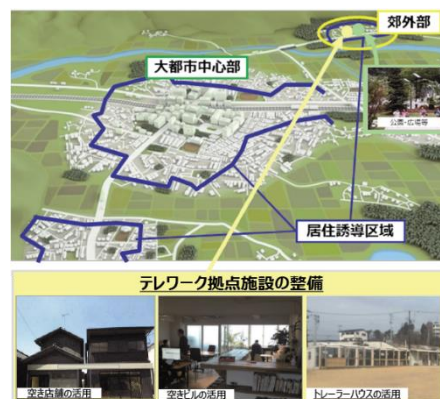 郊外部
大都市中心部
公園・広場等
居住誘導区域
テレワーク拠点施設の整備
空き店舗の活用
空きビルの活用
トレーラーハウスの活用